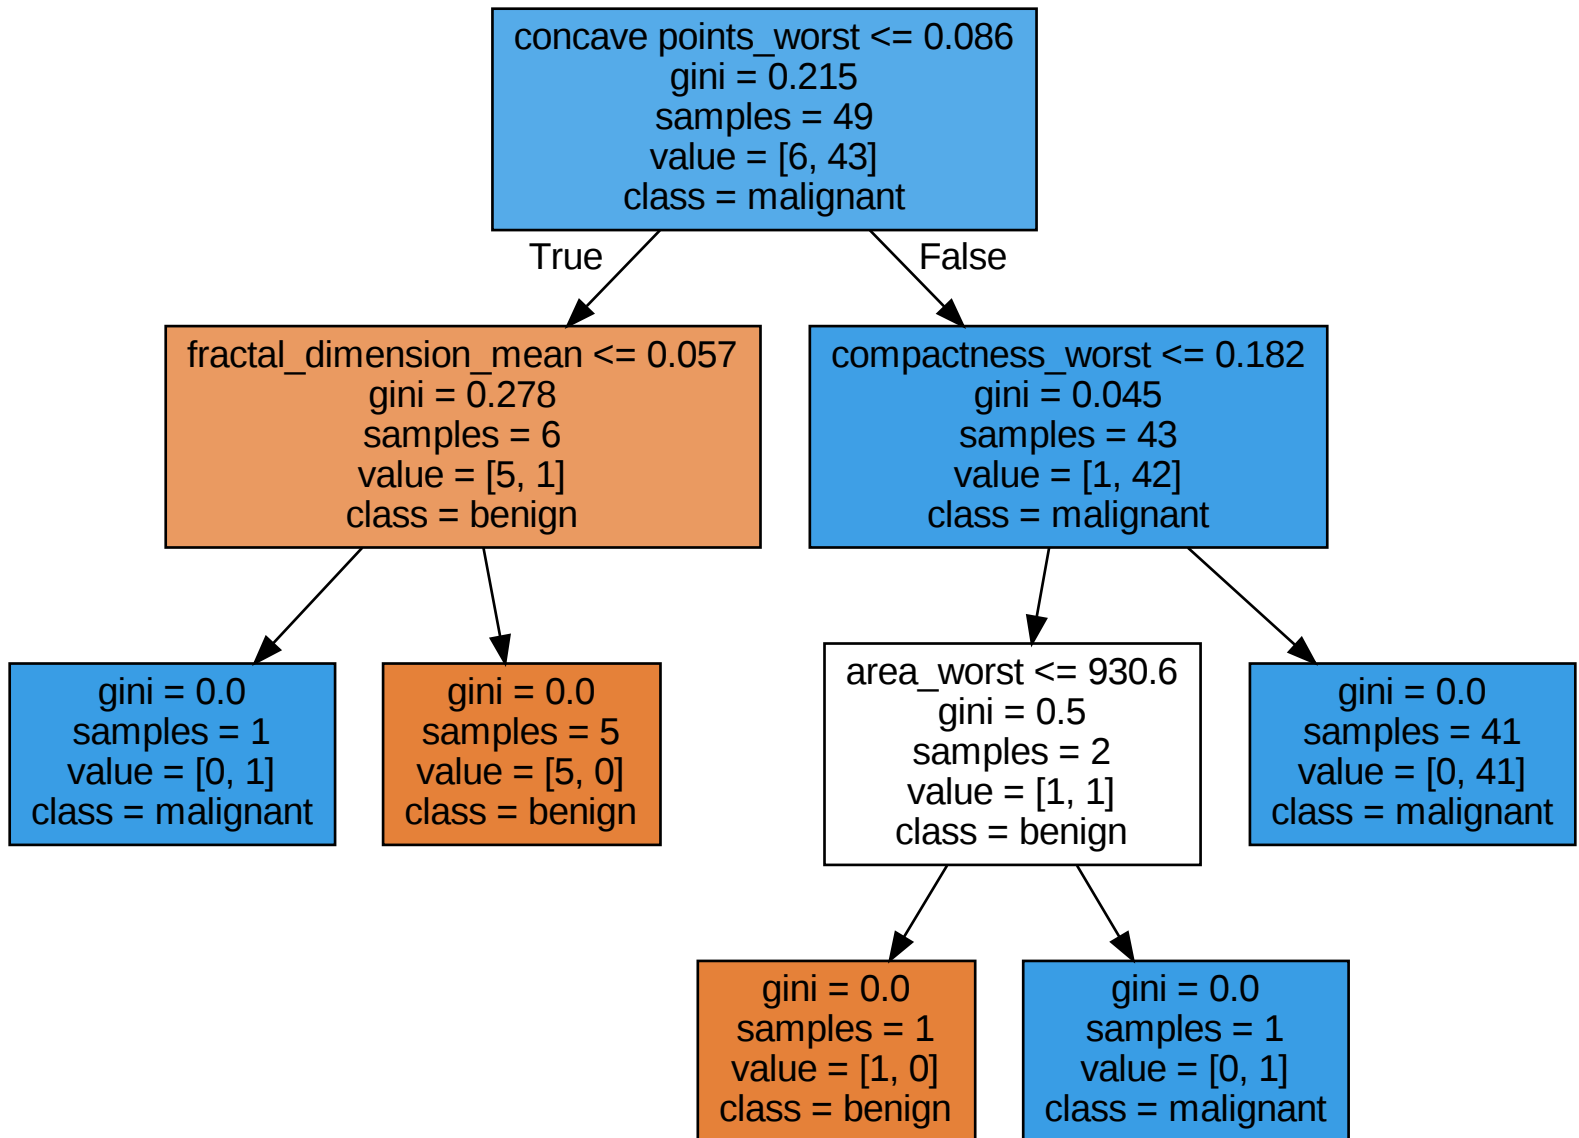 concave points_worst <= 0.086
gini = 0.215
samples = 49
value = [6, 43]
class = malignant
True
False
fractal_dimension_mean <= 0.057
gini = 0.278
samples = 6
value = [5, 1]
class = benign
compactness_worst <= 0.182
gini = 0.045
samples = 43
value = [1, 42]
class = malignant
gini = 0.0
samples = 1
value = [0, 1]
class = malignant
gini = 0.0
samples = 5
value = [5, 0]
class = benign
area_worst <= 930.6
gini = 0.5
samples = 2
value = [1, 1]
class = benign
gini = 0.0
samples = 41
value = [0, 41]
class = malignant
gini = 0.0
samples = 1
value = [1, 0]
class = benign
gini = 0.0
samples = 1
value = [0, 1]
class = malignant